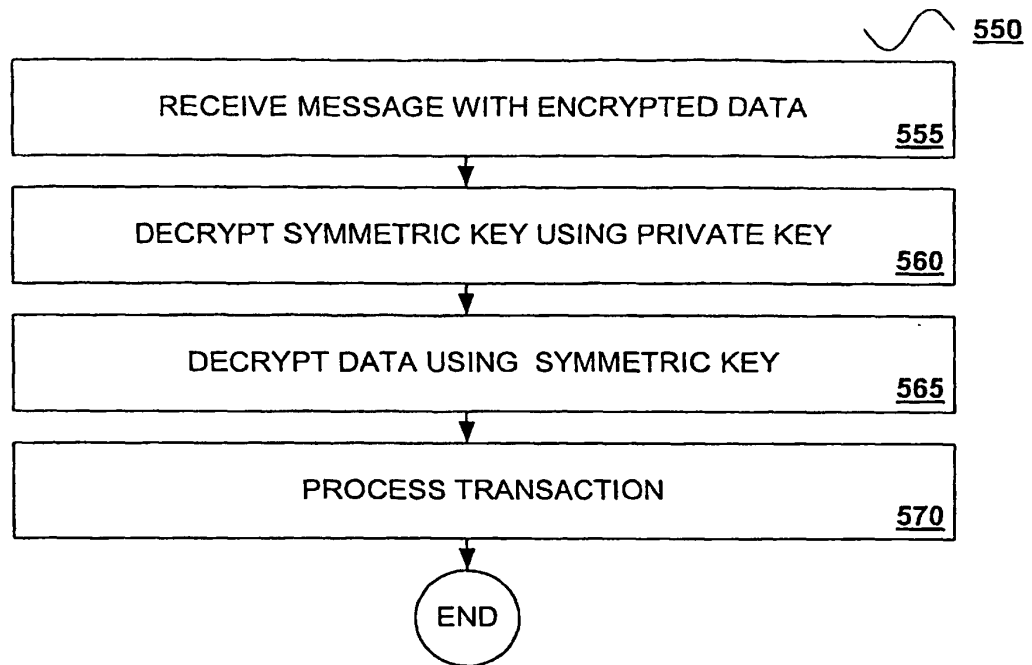 550
RECEIVE MESSAGE WITH ENCRYPTED DATA
555
DECRYPT SYMMETRIC KEY USING PRIVATE KEY
560
DECRYPT DATA USING SYMMETRIC KEY
565
PROCESS TRANSACTION
570
END